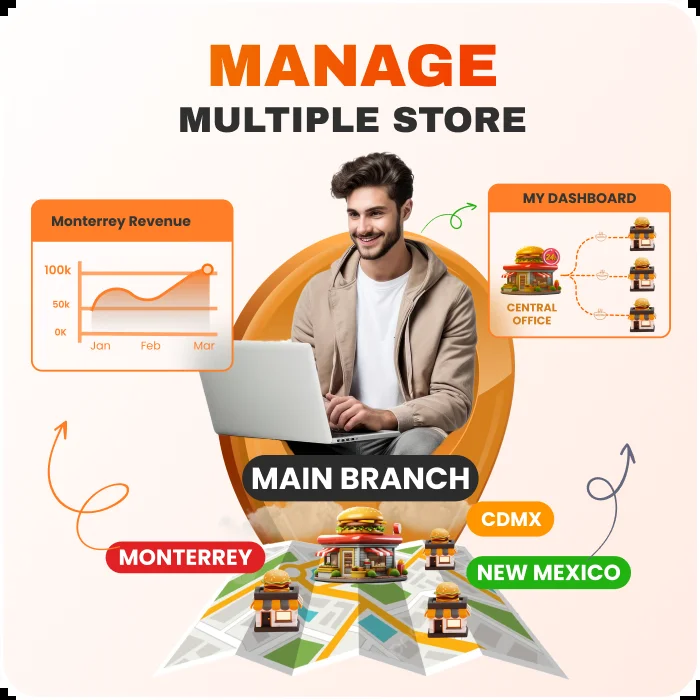 MANAGE
MULTIPLE STORE
Monterrey Revenue
100k
50k
0K
Jan Feb Mar
MY DASHBOARD
24
CENTRAL
OFFICE
MAIN BRANCH
CDMX
MONTERREY
NEW MEXICO